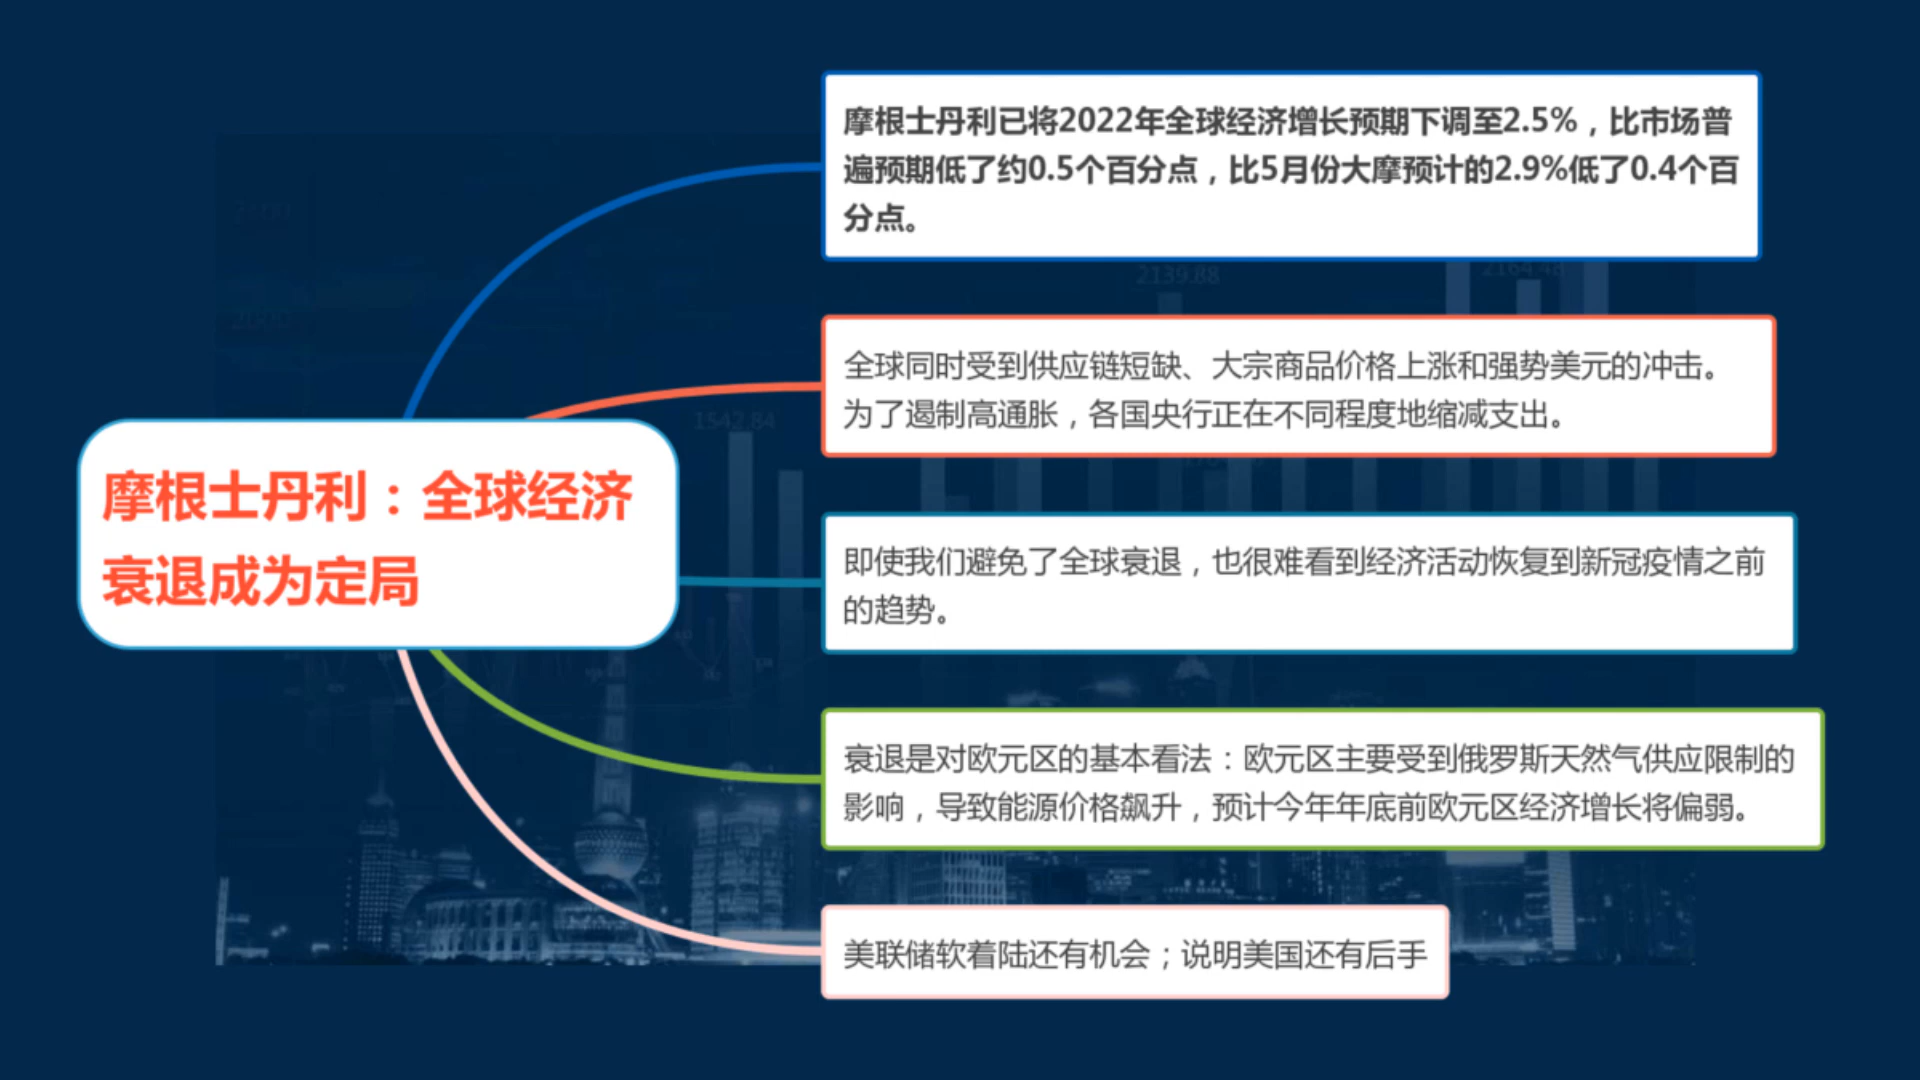 摩根士丹利：全球经济
衰退成为定局
摩根士丹利已将2022年全球经济增长预期下调至2.5%，比市场普
遍预期低了约0.5个百分点，比5月份大摩预计的2.9%低了0.4个百
分点。
全球同时受到供应链短缺、大宗商品价格上涨和强势美元的冲击。
为了遏制高通胀，各国央行正在不同程度地缩减支出。
即使我们避免了全球衰退，也很难看到经济活动恢复到新冠疫情之前
的趋势。
衰退是对欧元区的基本看法：欧元区主要受到俄罗斯天然气供应限制的
影响，导致能源价格飙升，预计今年年底前欧元区经济增长将偏弱。
美联储软着陆还有机会；说明美国还有后手
2139.88
2164.48
1542.84